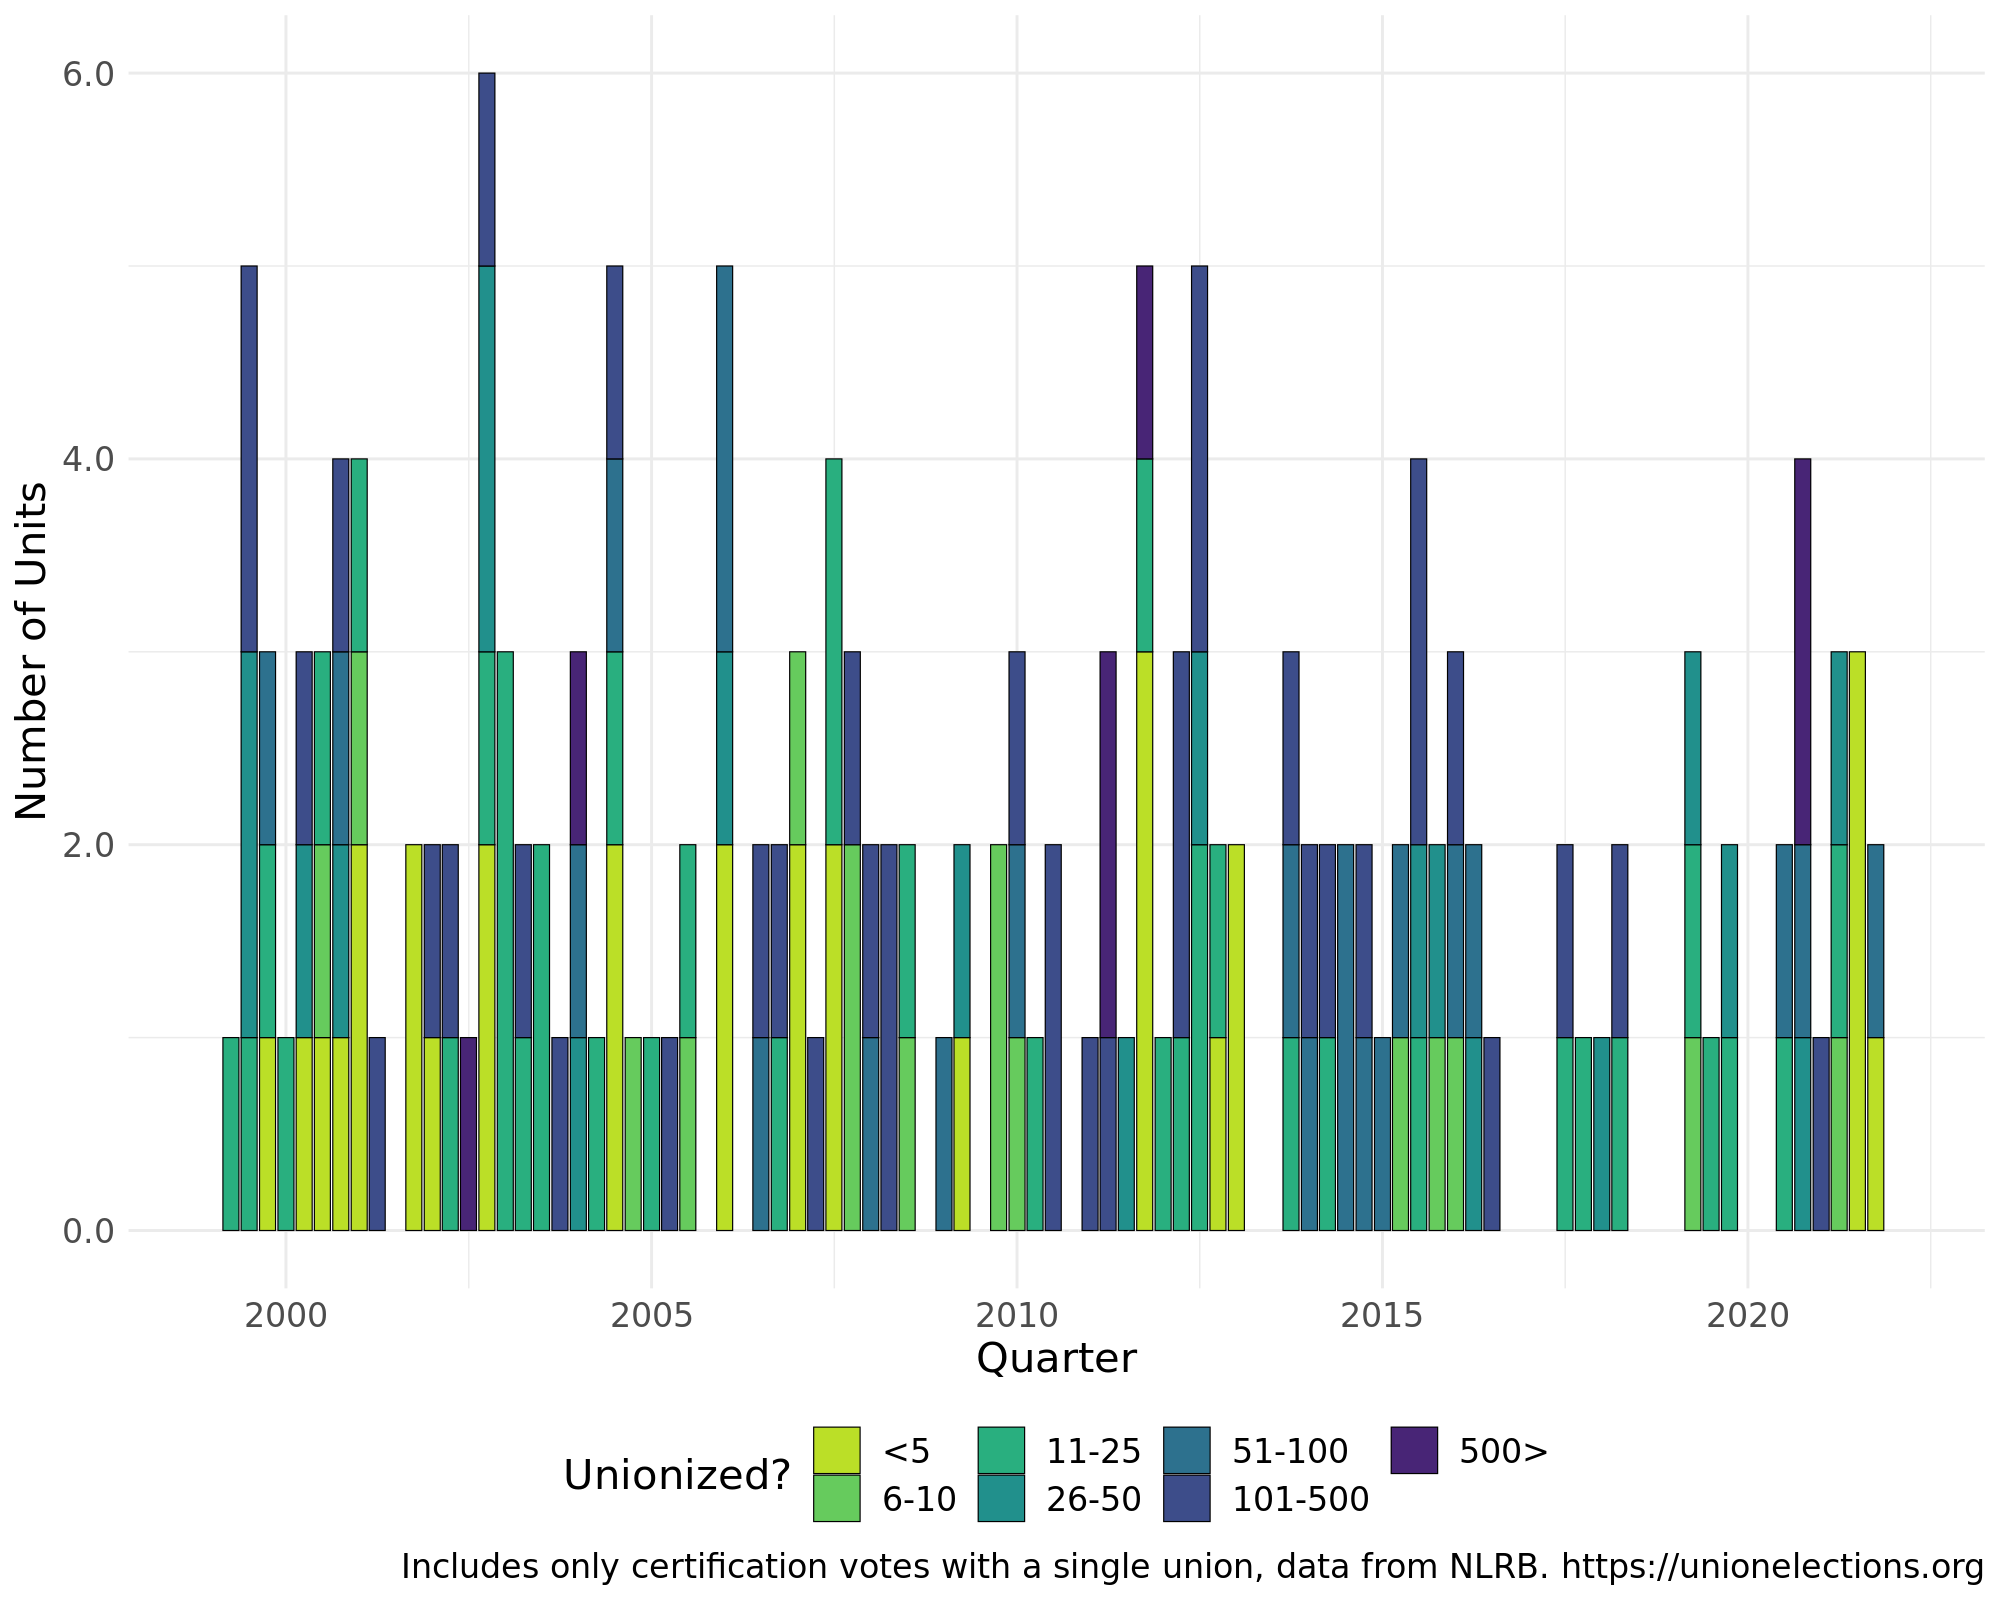 6.0
4.0
2.0
0.0
Number of Units
2000 2005 2010 2015 2020
Quarter
Unionized?
<5 11-25 51-100 500>
6-10 26-50 101-500
Includes only certification votes with a single union, data from NLRB. https://unionelections.org